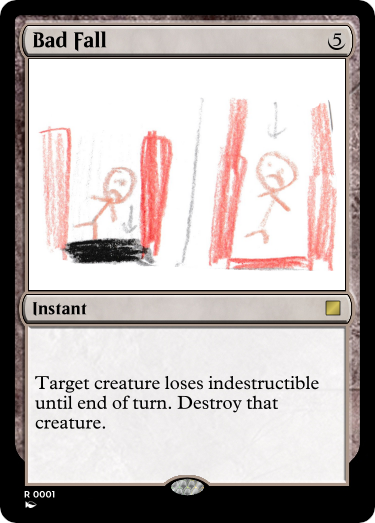 Bad Fall 5
Instant
Target creature loses indestructible
until end of turn. Destroy that
creature.
R 0001